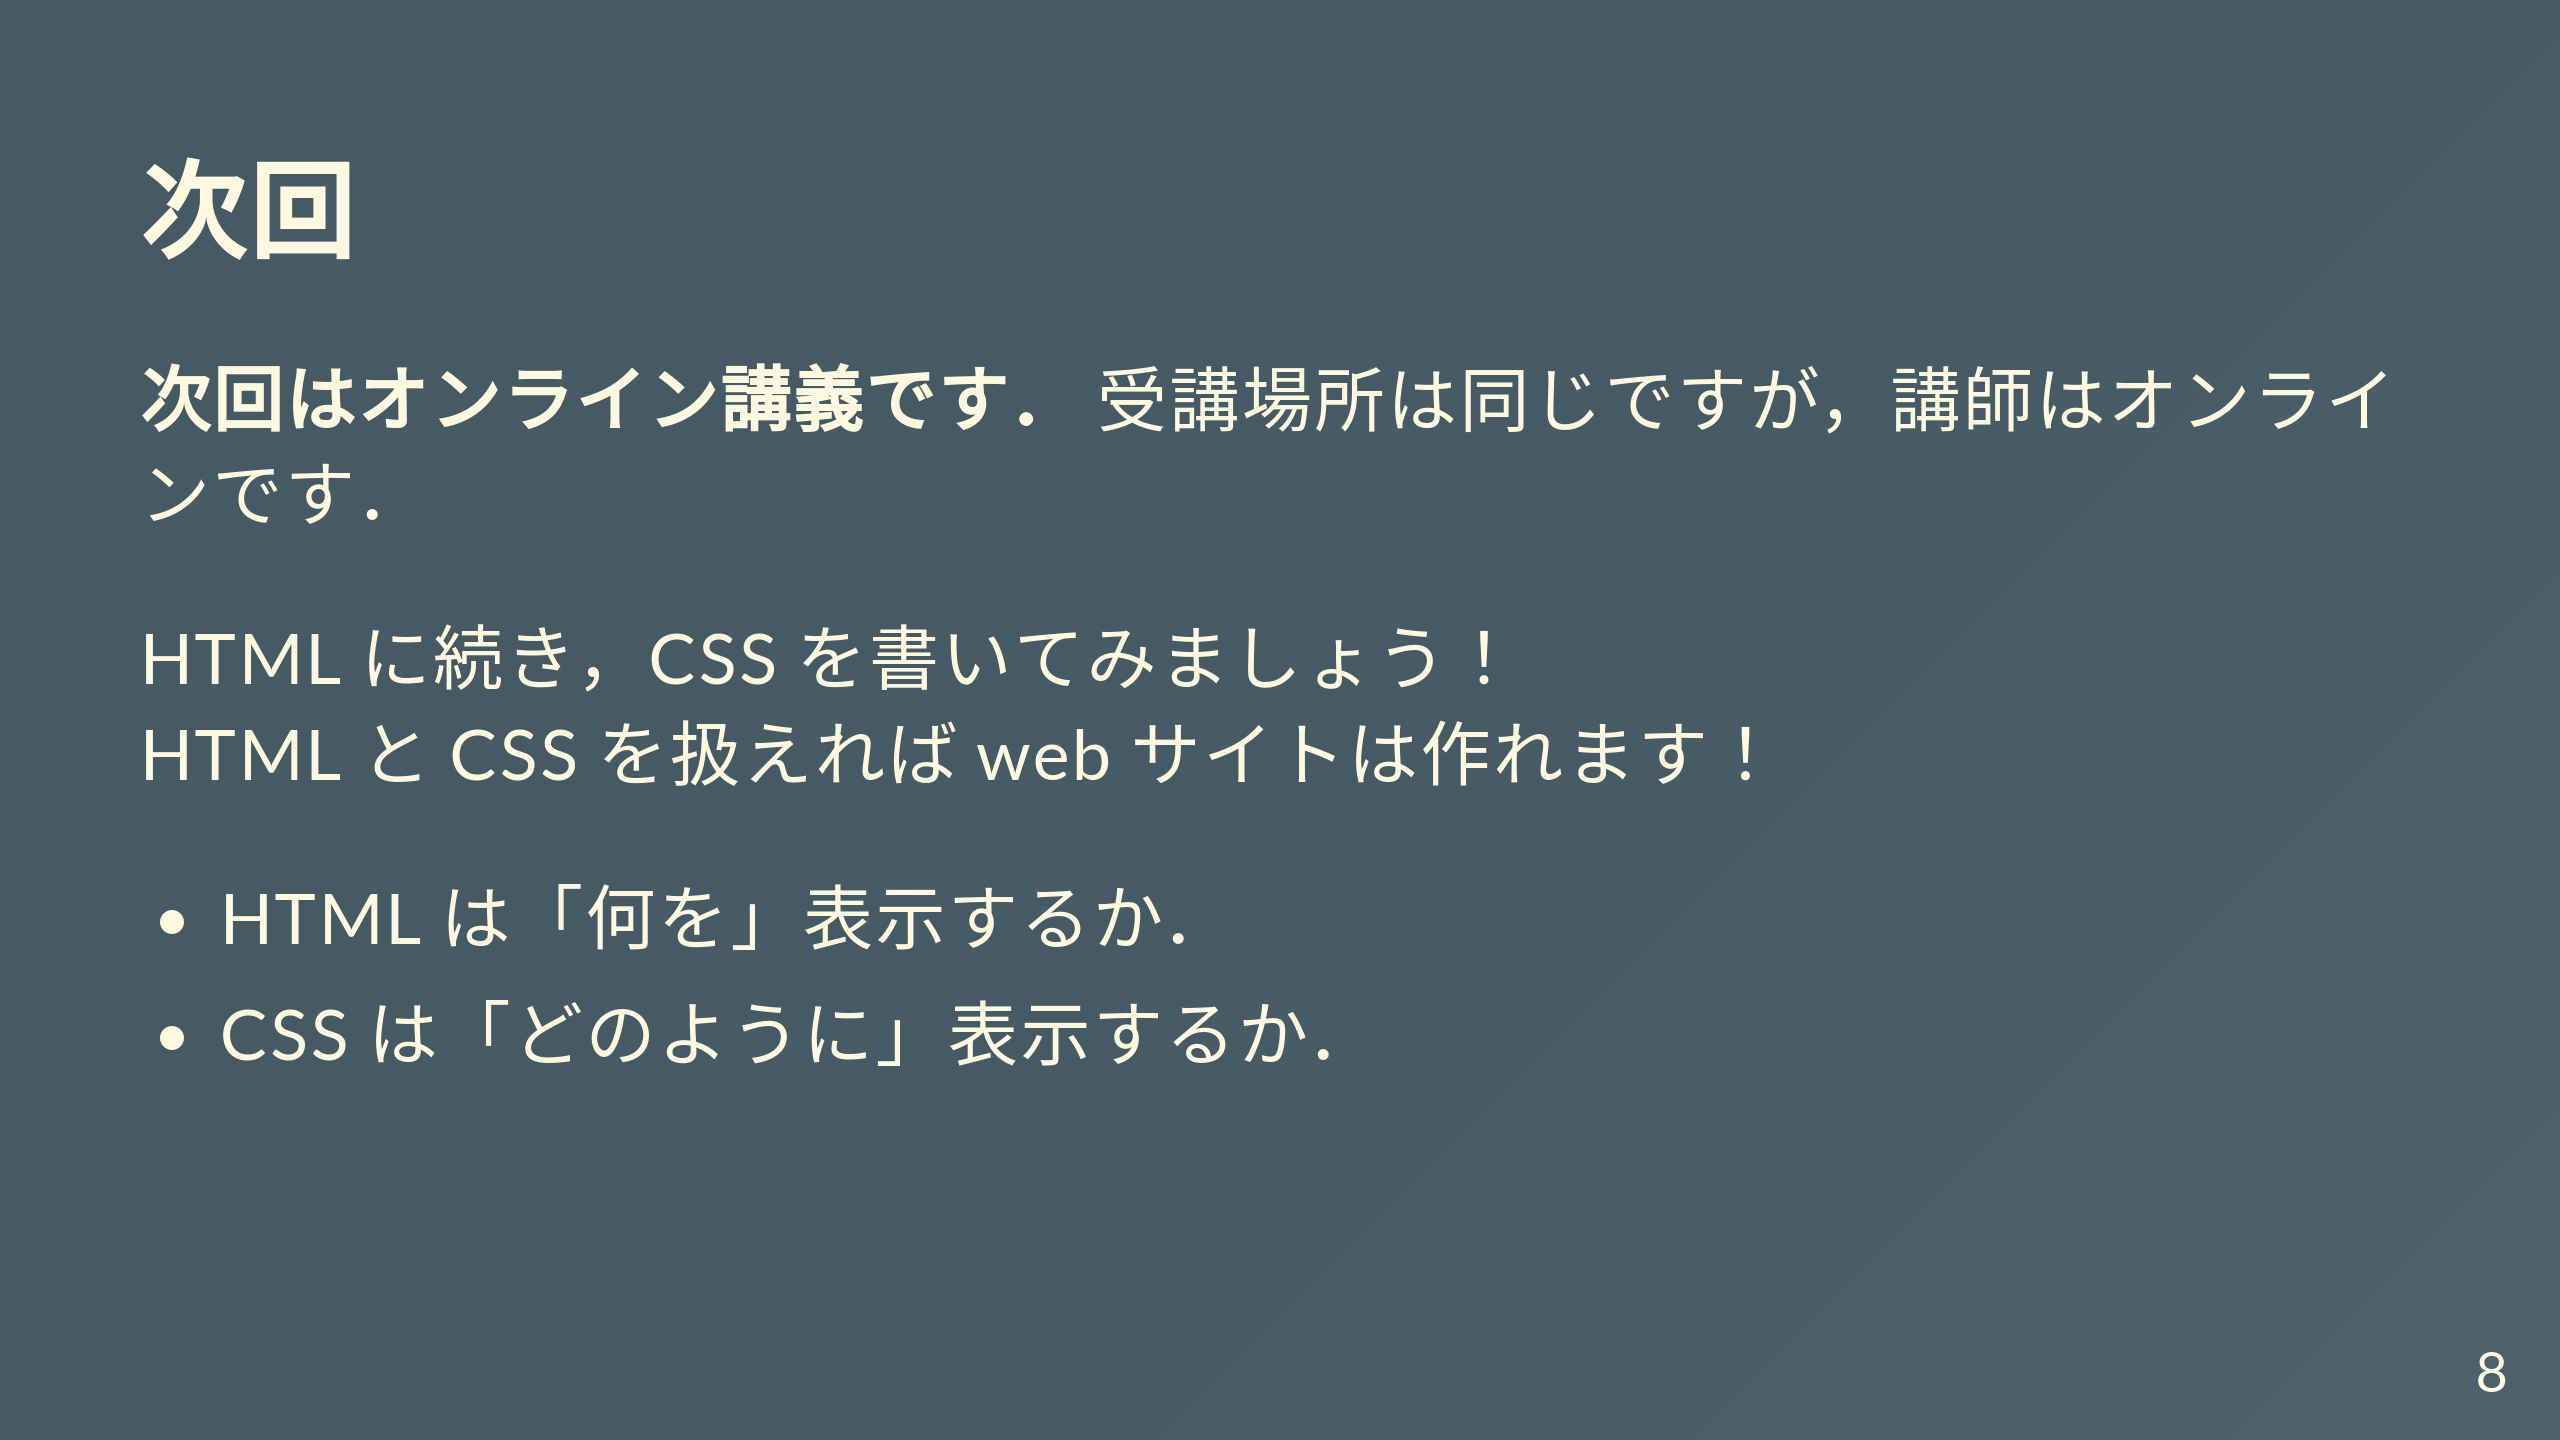 次回
次回はオンライン講義です． 受講場所は同じですが，講師はオンライ
ンです．
HTML に続き，CSS を書いてみましょう！
HTML と CSS を扱えれば web サイトは作れます！
• HTML は「何を」表示するか．
• CSS は「どのように」表示するか．
8